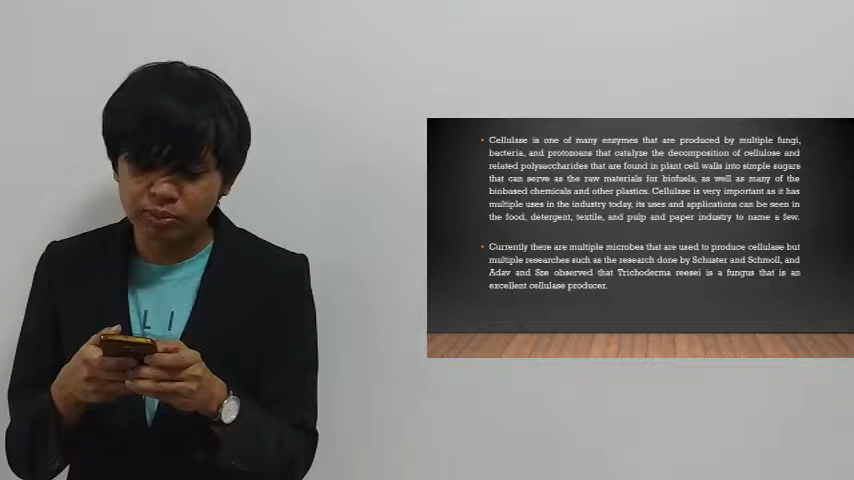 L I
Cellulase is one of many enzymes that are produced by multiple fungi,
bacteria, and protozoans that catalyze the decomposition of cellulose and
related polysaccharides that are found in plant cell walls into simple sugars
that can serve as the raw materials for biofuels, as well as many of the
biobased chemicals and other plastics. Cellulase is very important as it has
multiple uses in the industry today, its uses and applications can be seen in
the food, detergent, textile, and pulp and paper industry to name a few.
Currently there are multiple microbes that are used to produce cellulase but
multiple researches such as the research done by Schuster and Schmoll, and
Adav and Sze observed that Trichoderma reesei is a fungus that is an
excellent cellulase producer.